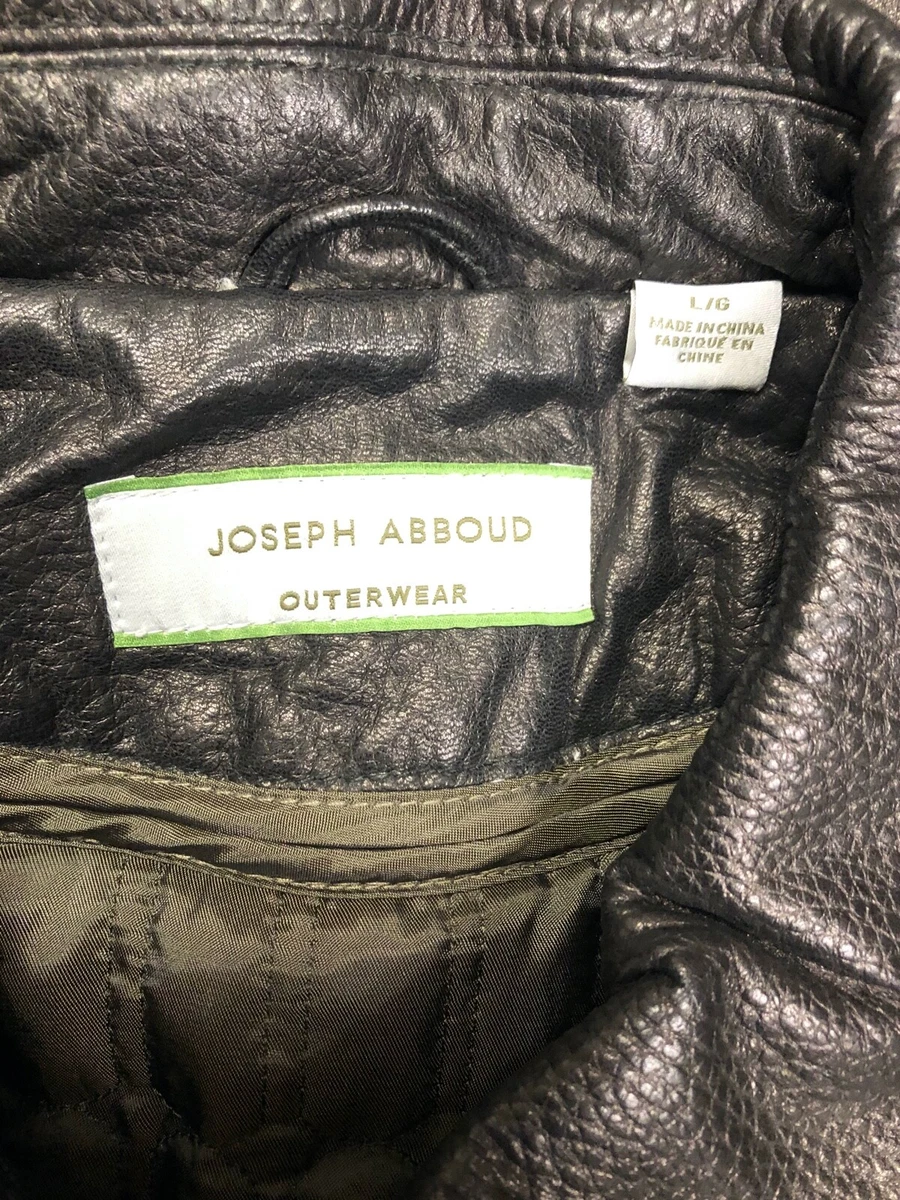 L/G
MADE IN CHINA
FABRIQUÉ EN
CHINE
JOSEPH ABBOUD
OUTERWEAR